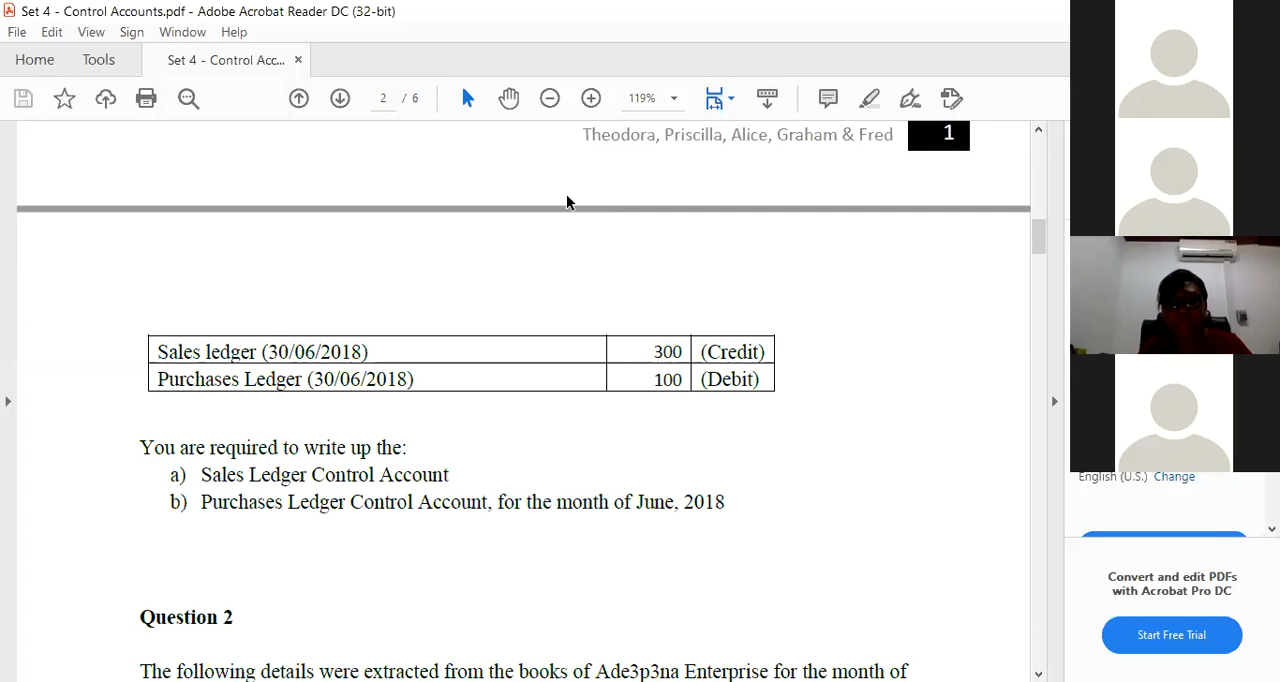 Set 4 - Control Accounts.pdf - Adobe Acrobat Reader DC (32-bit)
File Edit View Sign Window Help
Home Tools Set 4 - Control Acc... ×
2 / 6 119%
Theodora, Priscilla, Alice, Graham & Fred 1
Sales ledger (30/06/2018) 300 (Credit)
Purchases Ledger (30/06/2018) 100 (Debit)
You are required to write up the:
a) Sales Ledger Control Account
b) Purchases Ledger Control Account, for the month of June, 2018
Question 2
The following details were extracted from the books of Ade3p3na Enterprise for the month of
English (U.S.) Change
Convert and edit PDFs
with Acrobat Pro DC
Start Free Trial